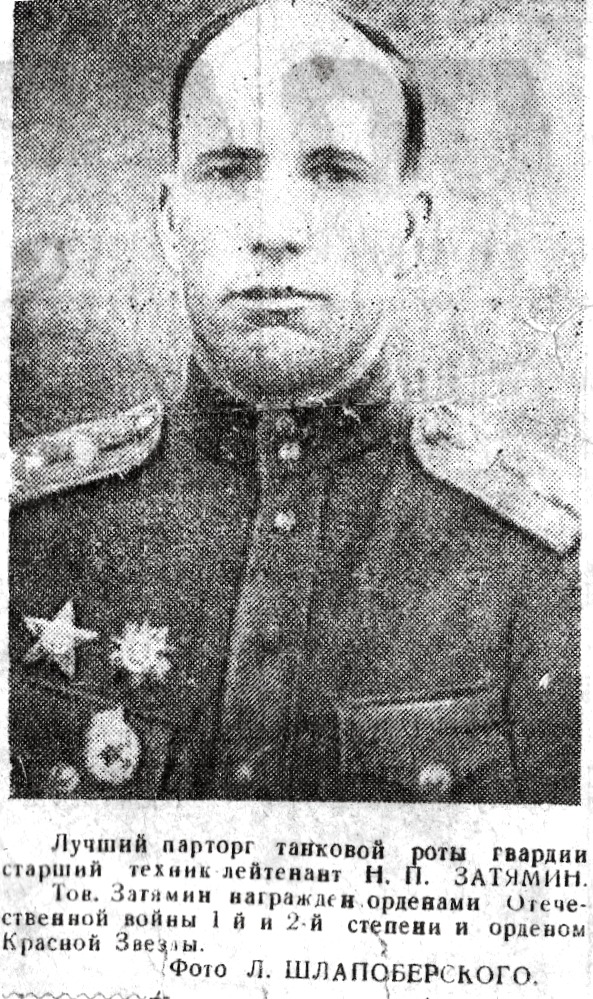 Лучший парторг танковой роты гвардии
старший техник лейтенант Н. П. ЗАТЯМИН.
Тов. Затямин награжден орденами Отече-
ственной войны 1 й и 2-й степени и орденом
Красной Звезды.
Фото Л. ШЛАПОБЕРСКОГО.